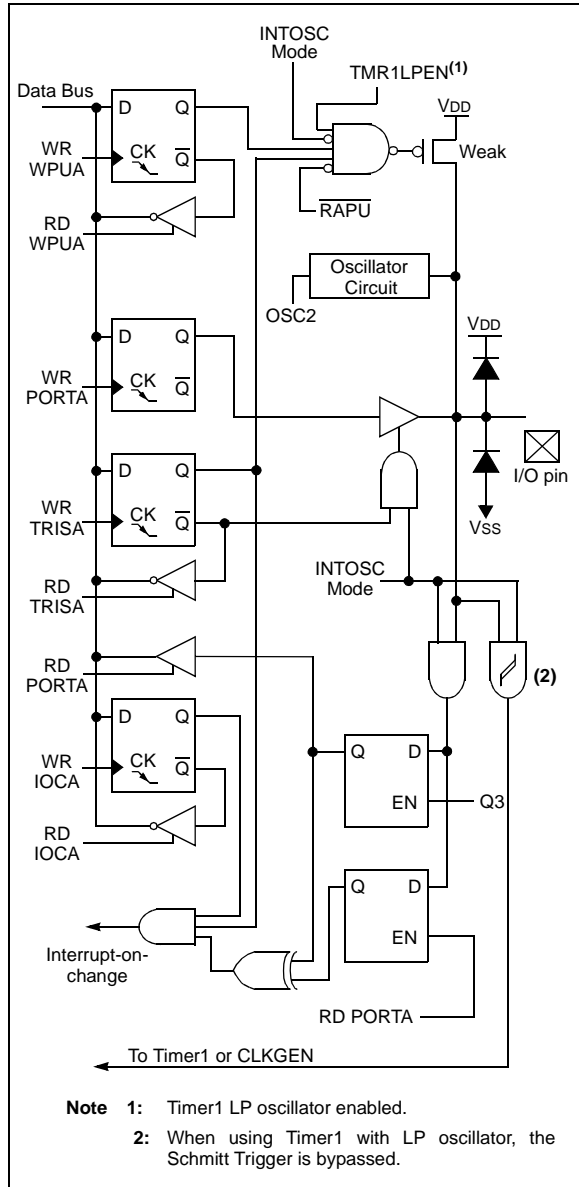 INTOSC
Mode
TMR1LPEN(1)
Data Bus
VDD
D Q
WR
WPUA
CK
Q
Weak
RD
WPUA
RAPU
Oscillator
Circuit
OSC2
D Q
VDD
WR
PORTA
CK
Q
I/O pin
D Q
WR
TRISA
CK
Q
VSS
INTOSC
Mode
RD
TRISA
RD
PORTA
(2)
D Q
WR
IOCA
CK
Q
Q D
EN
Q3
RD
IOCA
Q D
EN
Interrupt-on-
change
RD PORTA
To Timer1 or CLKGEN
Note 1: Timer1 LP oscillator enabled.
2: When using Timer1 with LP oscillator, the
Schmitt Trigger is bypassed.